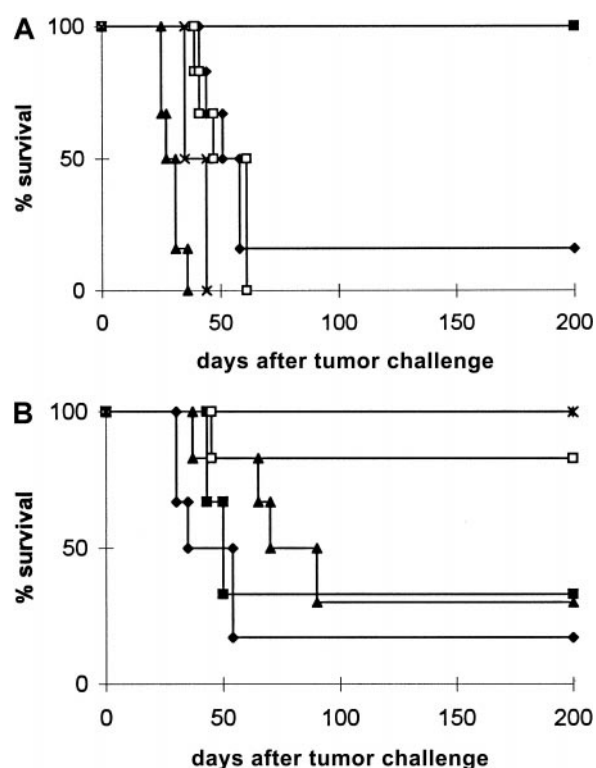 A
100
50
0
% survival
0 50 100 150 200
days after tumor challenge
B
100
50
0
% survival
0 50 100 150 200
days after tumor challenge